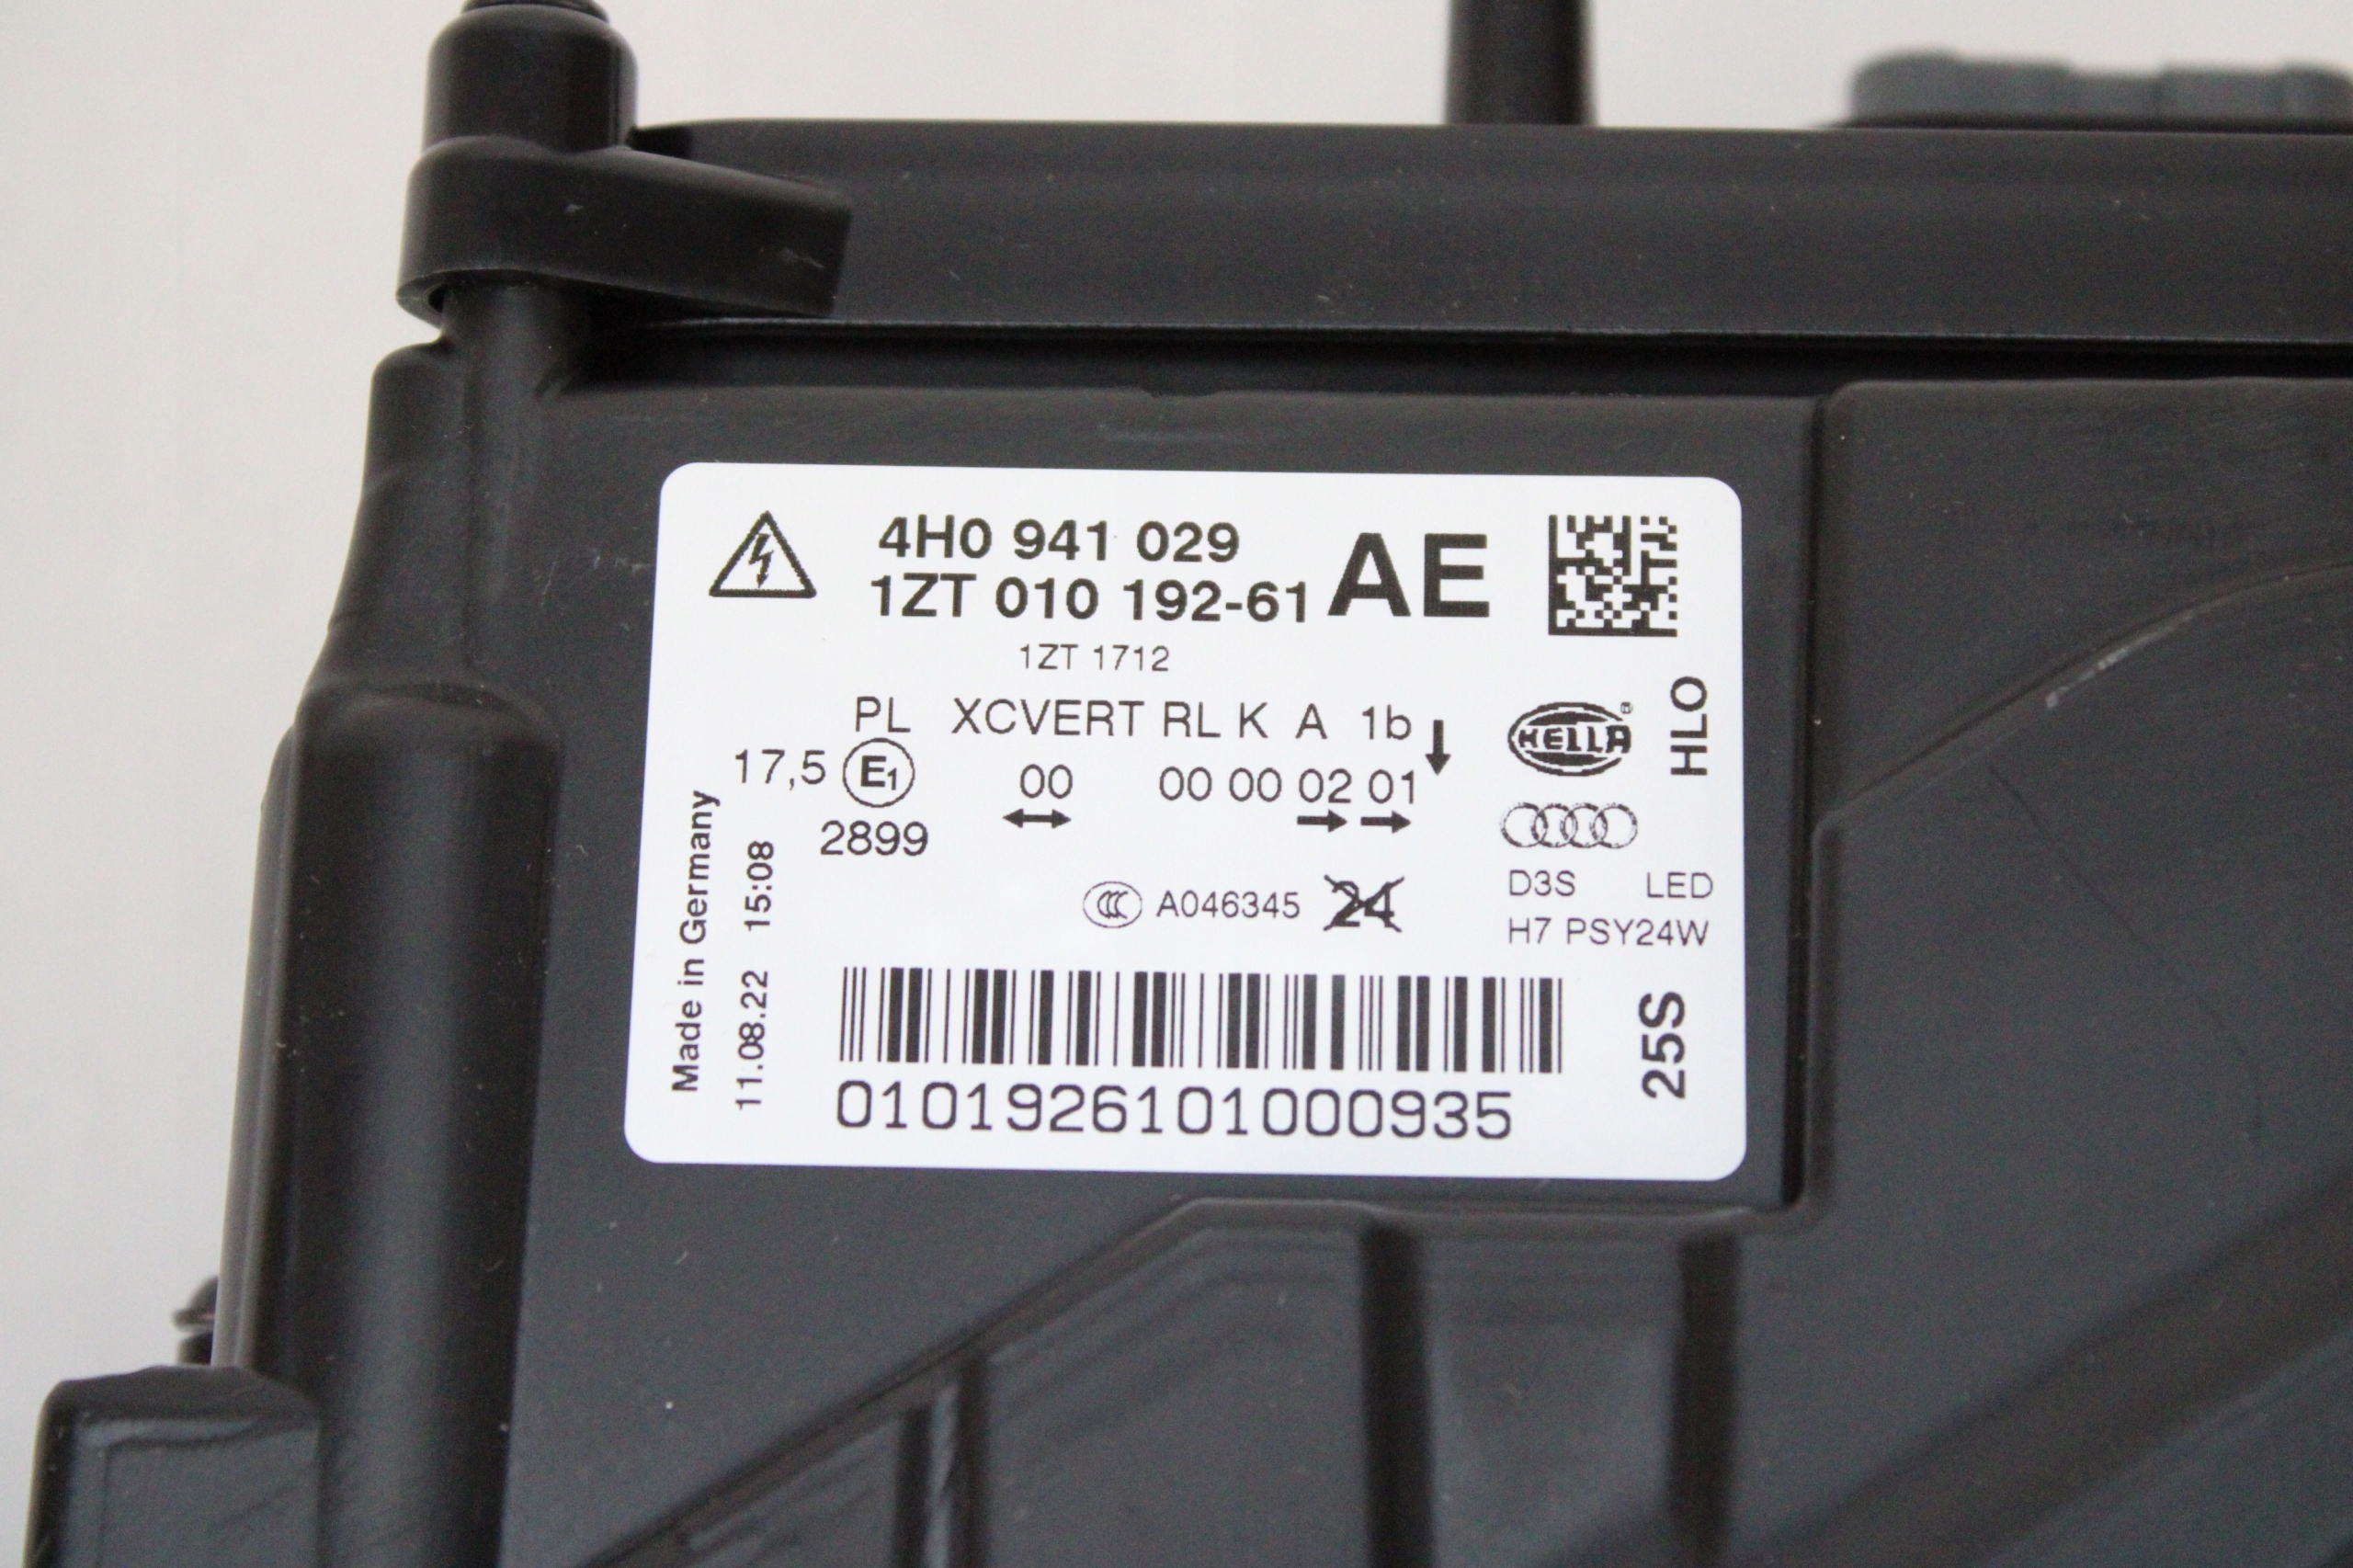 4H0 941 029
1ZT 010 192-61 AE
1ZT 1712
PL XCVERT RL K A 1b
17,5 E1 00 00 00 02 01
2899
HELLA®
HLO
CCC A046345 24
D3S LED
H7 PSY24W
Made in Germany
11.08.22 15:08
25S
0101926101000935